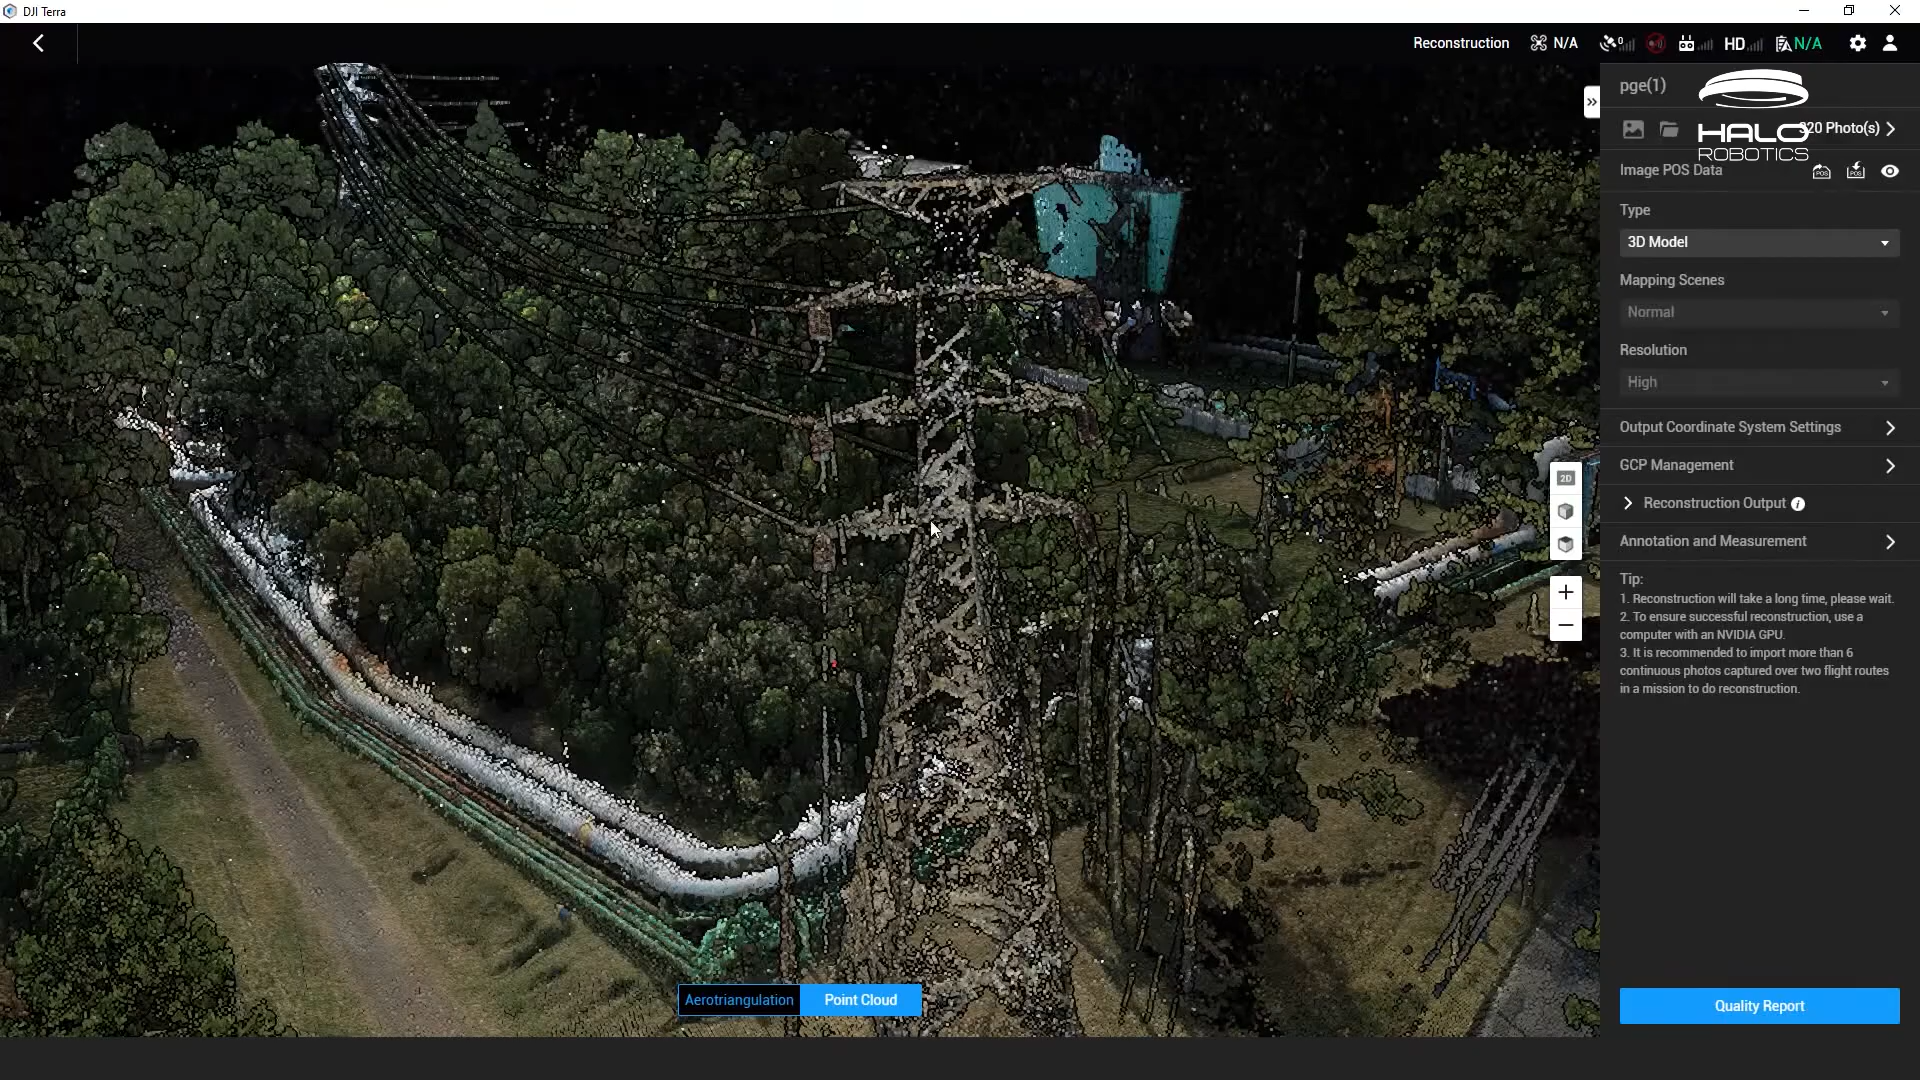 DJI Terra
Reconstruction
N/A
0
HD
N/A
pge(1)
HALO
ROBOTICS
320 Photo(s)
Image POS Data
POS
POS
Type
3D Model
Mapping Scenes
Normal
Resolution
High
Output Coordinate System Settings
GCP Management
2D
Reconstruction Output
Annotation and Measurement
Tip:
1. Reconstruction will take a long time, please wait.
2. To ensure successful reconstruction, use a
computer with an NVIDIA GPU.
3. It is recommended to import more than 6
continuous photos captured over two flight routes
in a mission to do reconstruction.
Aerotriangulation
Point Cloud
Quality Report